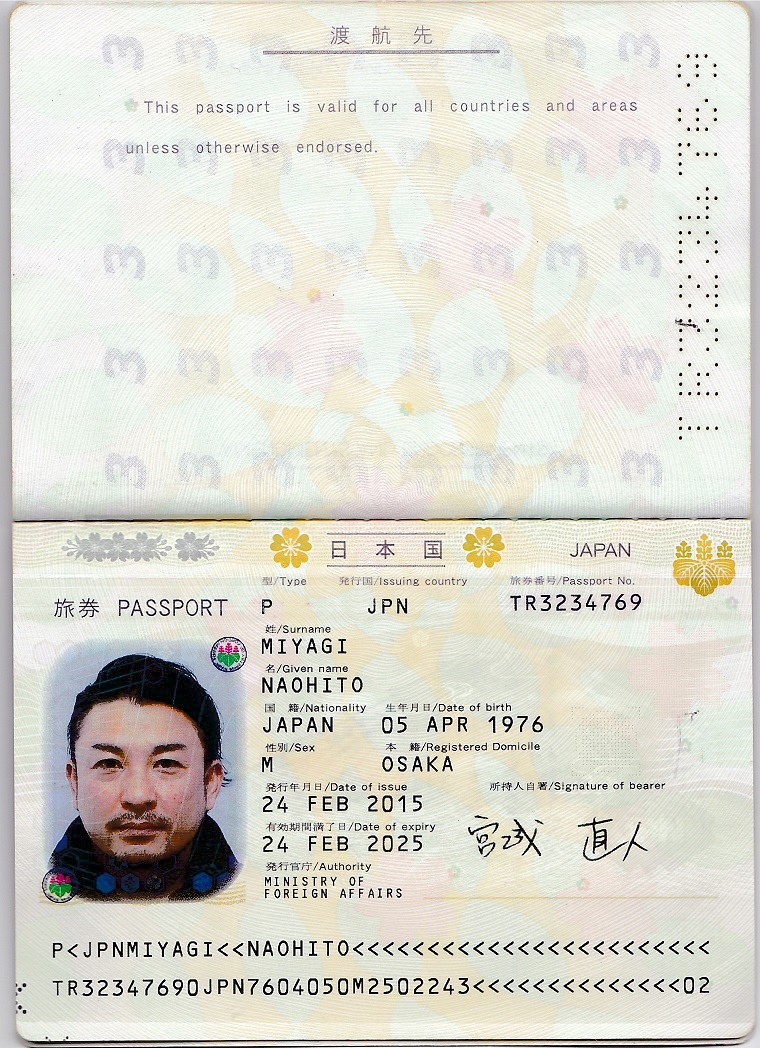 渡航先
This passport is valid for all countries and areas
unless otherwise endorsed.
TR3234769
日本国
JAPAN
型/Type 発行国/Issuing country 旅券番号/Passport No.
旅券 PASSPORT P JPN TR3234769
姓/Surname
MIYAGI
名/Given name
NAOHITO
国 籍/Nationality 生年月日/Date of birth
JAPAN 05 APR 1976
性別/Sex 本 籍/Registered Domicile
M OSAKA
発行年月日/Date of issue 所持人自署/Signature of bearer
24 FEB 2015
有効期間満了日/Date of expiry
24 FEB 2025
宮城 直人
発行官庁/Authority
MINISTRY OF
FOREIGN AFFAIRS
P<JPNMIYAGI<<NAOHITO<<<<<<<<<<<<<<<<<<<<<<<<
TR32347690JPN7604050M2502243<<<<<<<<<<<<<<02